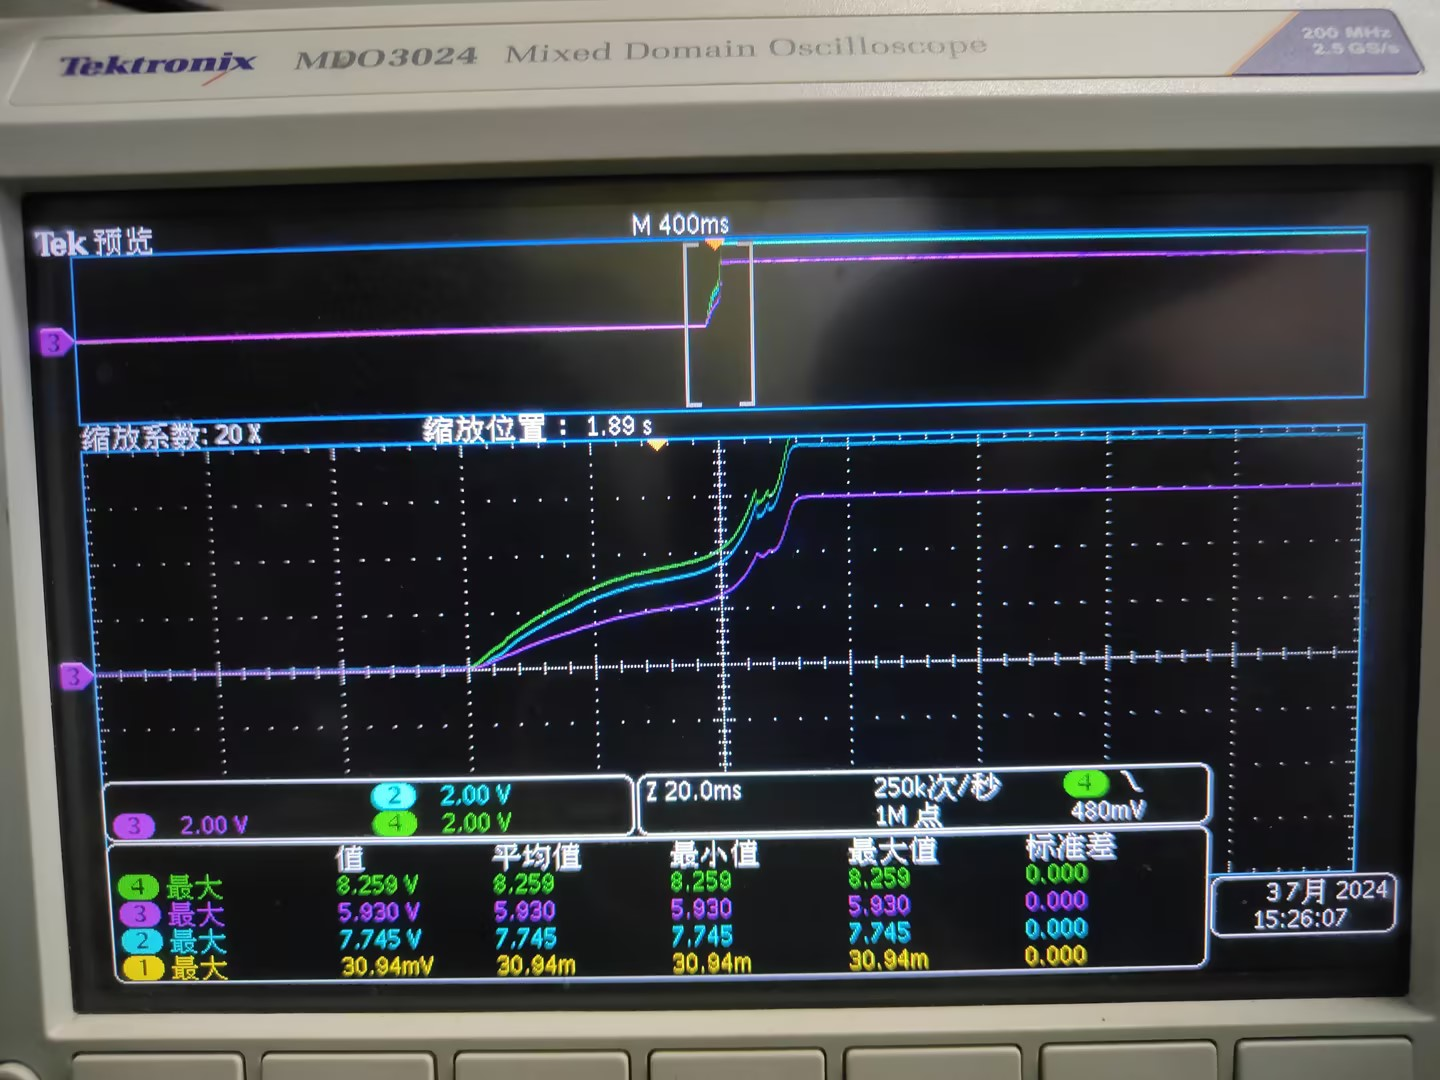 Tektronix MDO3024 Mixed Domain Oscilloscope 200 MHz
2.5 GS/s
Tek 预览 M 400ms
3
缩放系数: 20 X 缩放位置： 1.89 s
3
2 2.00 V
3 2.00 V 4 2.00 V
Z 20.0ms 250k次/秒 4
1M 点 480mV
值 平均值 最小值 最大值 标准差
4 最大 8.259 V 8.259 8.259 8.259 0.000
3 最大 5.930 V 5.930 5.930 5.930 0.000
2 最大 7.745 V 7.745 7.745 7.745 0.000
1 最大 30.94mV 30.94m 30.94m 30.94m 0.000
3 7月 2024
15:26:07